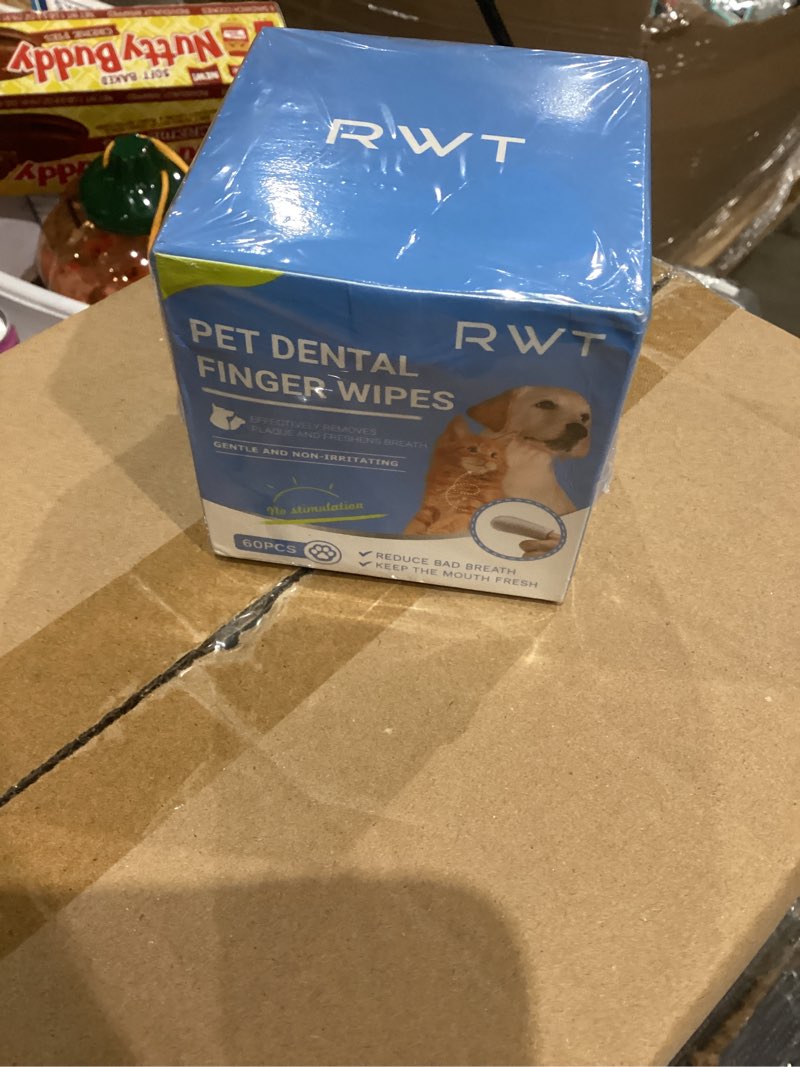 Nutty Buddy
SOFT BAKED
NEW!
RWT
PET DENTAL
FINGER WIPES
RWT
EFFECTIVELY REMOVES
PLAQUE AND FRESHENS BREATH
GENTLE AND NON-IRRITATING
No stimulation
60PCS
REDUCE BAD BREATH
KEEP THE MOUTH FRESH